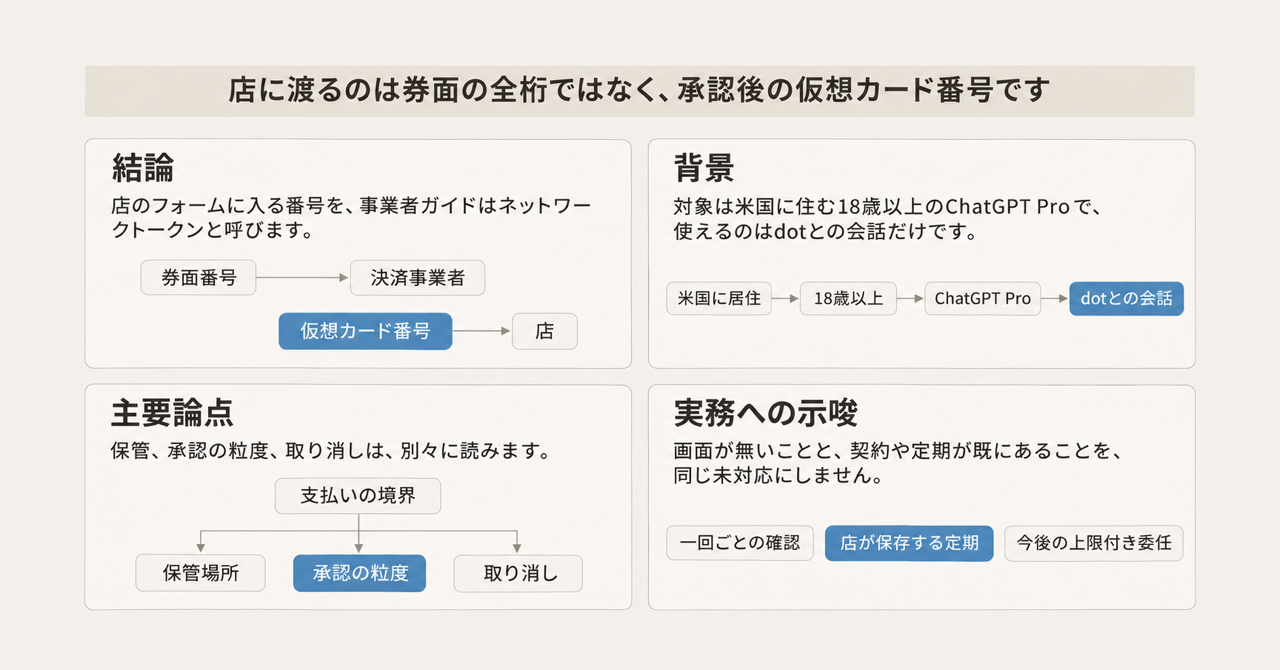 店に渡るのは券面の全桁ではなく、承認後の仮想カード番号です
結論
店のフォームに入る番号を、事業者ガイドはネットワー
クトークンと呼びます。
券面番号
決済事業者
仮想カード番号
店
背景
対象は米国に住む18歳以上のChatGPT Proで、
使えるのはdotとの会話だけです。
米国に居住
18歳以上
ChatGPT Pro
dotとの会話
主要論点
保管、承認の粒度、取り消しは、別々に読みます。
支払いの境界
保管場所
承認の粒度
取り消し
実務への示唆
画面が無いことと、契約や定期が既にあることを、
同じ未対応にしません。
一回ごとの確認
店が保存する定期
今後の上限付き委任